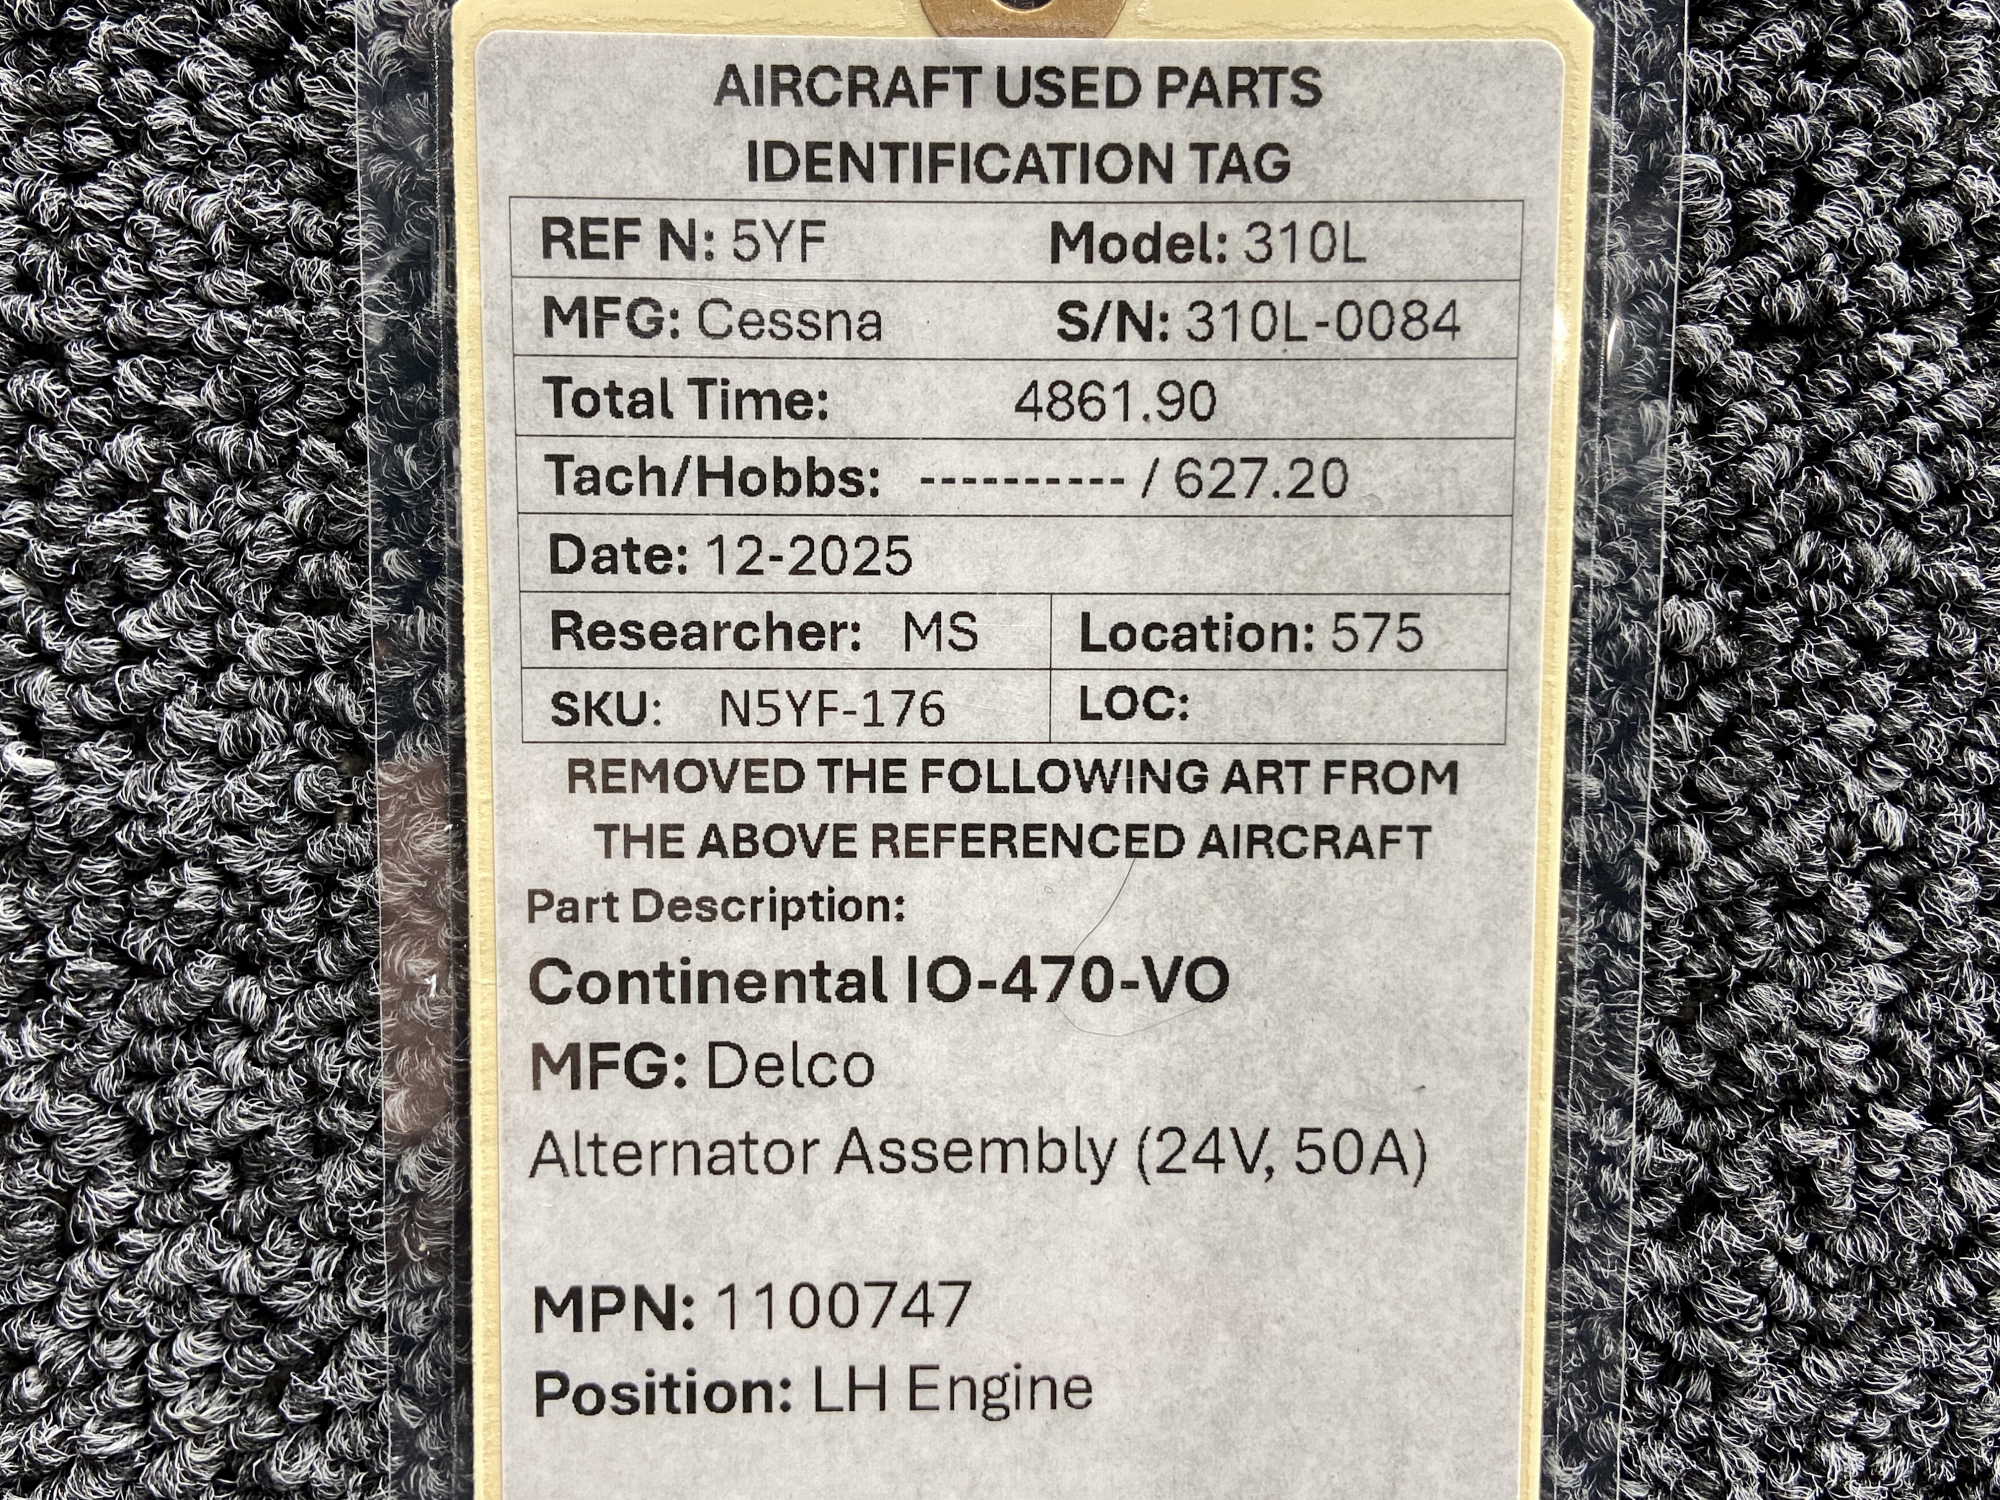 AIRCRAFT USED PARTS
IDENTIFICATION TAG
REF N: 5YF Model: 310L
MFG: Cessna S/N: 310L-0084
Total Time: 4861.90
Tach/Hobbs: ---------- / 627.20
Date: 12-2025
Researcher: MS Location: 575
SKU: N5YF-176 LOC:
REMOVED THE FOLLOWING ART FROM
THE ABOVE REFERENCED AIRCRAFT
Part Description:
Continental IO-470-VO
MFG: Delco
Alternator Assembly (24V, 50A)
MPN: 1100747
Position: LH Engine